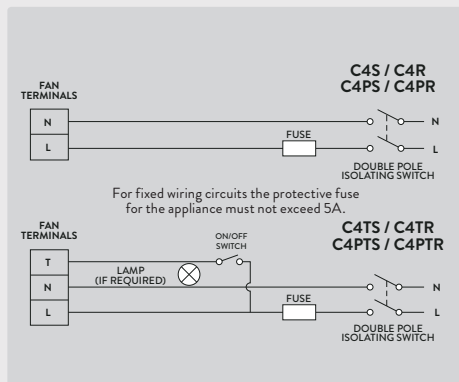 C4S / C4R
C4PS / C4PR
FAN
TERMINALS
N
N
FUSE
L
L
DOUBLE POLE
ISOLATING SWITCH
For fixed wiring circuits the protective fuse
for the appliance must not exceed 5A.
FAN
TERMINALS
ON/OFF
SWITCH
C4TS / C4TR
C4PTS / C4PTR
T
LAMP
(IF REQUIRED)
N
N
FUSE
L
L
DOUBLE POLE
ISOLATING SWITCH